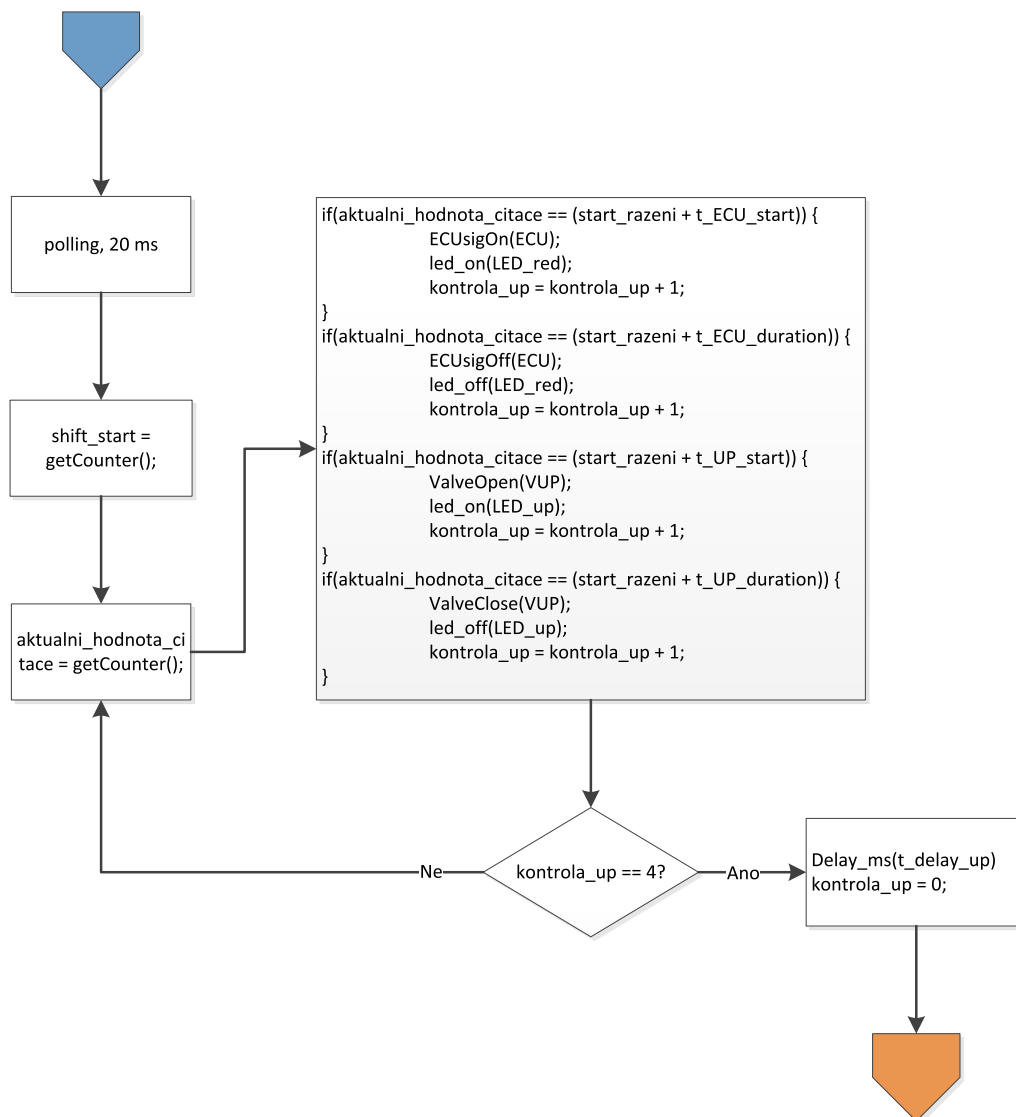 polling, 20 ms
shift_start =
getCounter();
aktualni_hodnota_ci
tace = getCounter();
if(aktualni_hodnota_citace == (start_razeni + t_ECU_start)) {
ECUsigOn(ECU);
led_on(LED_red);
kontrola_up = kontrola_up + 1;
}
if(aktualni_hodnota_citace == (start_razeni + t_ECU_duration)) {
ECUsigOff(ECU);
led_off(LED_red);
kontrola_up = kontrola_up + 1;
}
if(aktualni_hodnota_citace == (start_razeni + t_UP_start)) {
ValveOpen(VUP);
led_on(LED_up);
kontrola_up = kontrola_up + 1;
}
if(aktualni_hodnota_citace == (start_razeni + t_UP_duration)) {
ValveClose(VUP);
led_off(LED_up);
kontrola_up = kontrola_up + 1;
}
kontrola_up == 4?
Ne
Ano
Delay_ms(t_delay_up)
kontrola_up = 0;